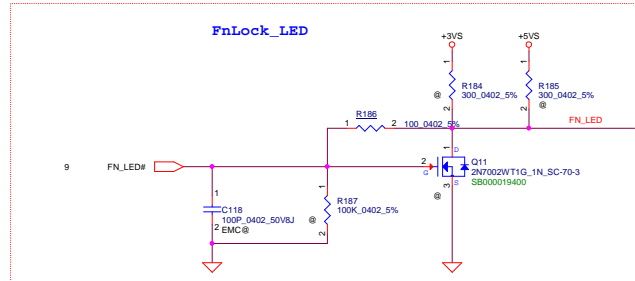 FnLock_LED
+3VS
+5VS
1
1
R184
300_0402_5%
@
2
R185
300_0402_5%
@
2
R186
1
2
100_0402_5%
FN_LED
9
FN_LED#
1
D
2
G
Q11
2N7002WT1G_1N_SC-70-3
SB000019400
S
3
@
1
C118
100P_0402_50V8J
2
EMC@
1
R187
100K_0402_5%
@
2